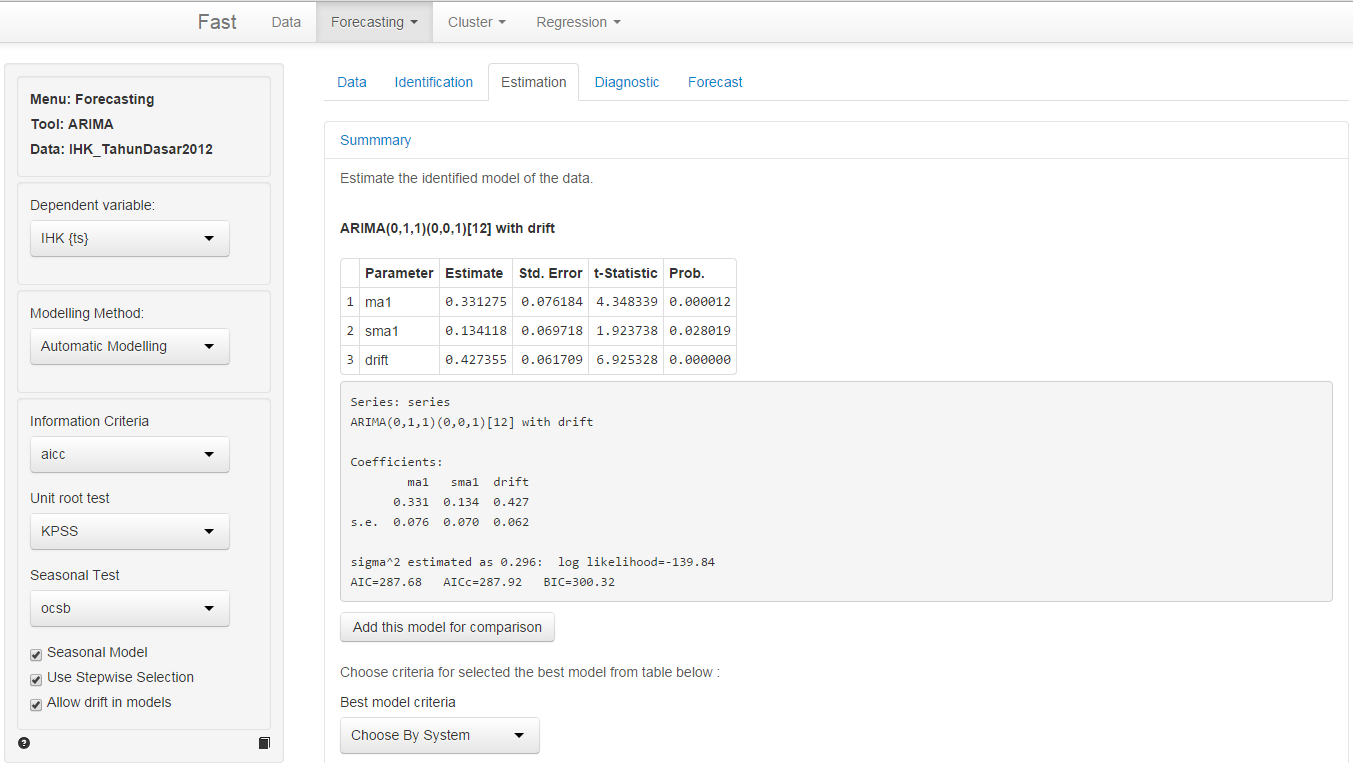 Fast Data Forecasting Cluster Regression
Menu: Forecasting
Tool: ARIMA
Data: IHK_TahunDasar2012
Dependent variable:
IHK {ts}
Modelling Method:
Automatic Modelling
Information Criteria
aicc
Unit root test
KPSS
Seasonal Test
ocsb
Seasonal Model
Use Stepwise Selection
Allow drift in models
Data Identification Estimation Diagnostic Forecast
Summmary
Estimate the identified model of the data.
ARIMA(0,1,1)(0,0,1)[12] with drift
Parameter Estimate Std. Error t-Statistic Prob.
1 ma1 0.331275 0.076184 4.348339 0.000012
2 sma1 0.134118 0.069718 1.923738 0.028019
3 drift 0.427355 0.061709 6.925328 0.000000
Series: series
ARIMA(0,1,1)(0,0,1)[12] with drift
Coefficients:
ma1 sma1 drift
0.331 0.134 0.427
s.e. 0.076 0.070 0.062
sigma^2 estimated as 0.296: log likelihood=-139.84
AIC=287.68 AICc=287.92 BIC=300.32
Add this model for comparison
Choose criteria for selected the best model from table below :
Best model criteria
Choose By System